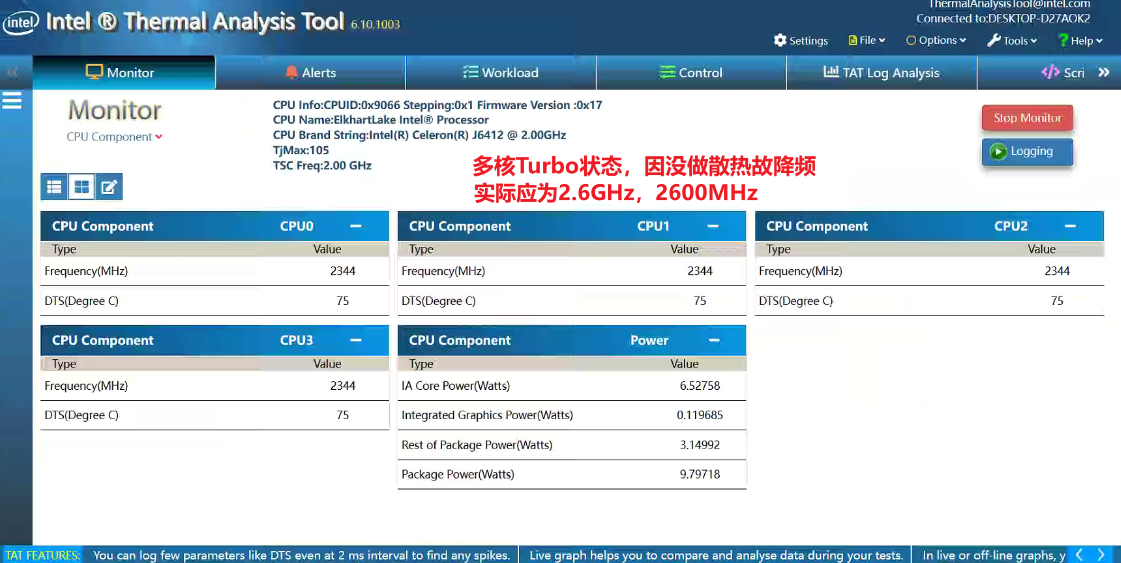 intel Intel ® Thermal Analysis Tool 6.10.1003
ThermalAnalysisTool@intel.com
Connected to:DESKTOP-D27AOK2
Settings File Options Tools Help
Monitor Alerts Workload Control TAT Log Analysis Scri
Monitor
CPU Component
CPU Info:CPUID:0x9066 Stepping:0x1 Firmware Version :0x17
CPU Name:ElkhartLake Intel® Processor
CPU Brand String:Intel(R) Celeron(R) J6412 @ 2.00GHz
TjMax:105
TSC Freq:2.00 GHz
多核Turbo状态，因没做散热故降频
实际应为2.6GHz，2600MHz
Stop Monitor
Logging
CPU Component CPU0
Type Value
Frequency(MHz) 2344
DTS(Degree C) 75
CPU Component CPU1
Type Value
Frequency(MHz) 2344
DTS(Degree C) 75
CPU Component CPU2
Type Value
Frequency(MHz) 2344
DTS(Degree C) 75
CPU Component CPU3
Type Value
Frequency(MHz) 2344
DTS(Degree C) 75
CPU Component Power
Type Value
IA Core Power(Watts) 6.52758
Integrated Graphics Power(Watts) 0.119685
Rest of Package Power(Watts) 3.14992
Package Power(Watts) 9.79718
TAT FEATURES: You can log few parameters like DTS even at 2 ms interval to find any spikes. Live graph helps you to compare and analyse data during your tests. In live or off-line graphs, y